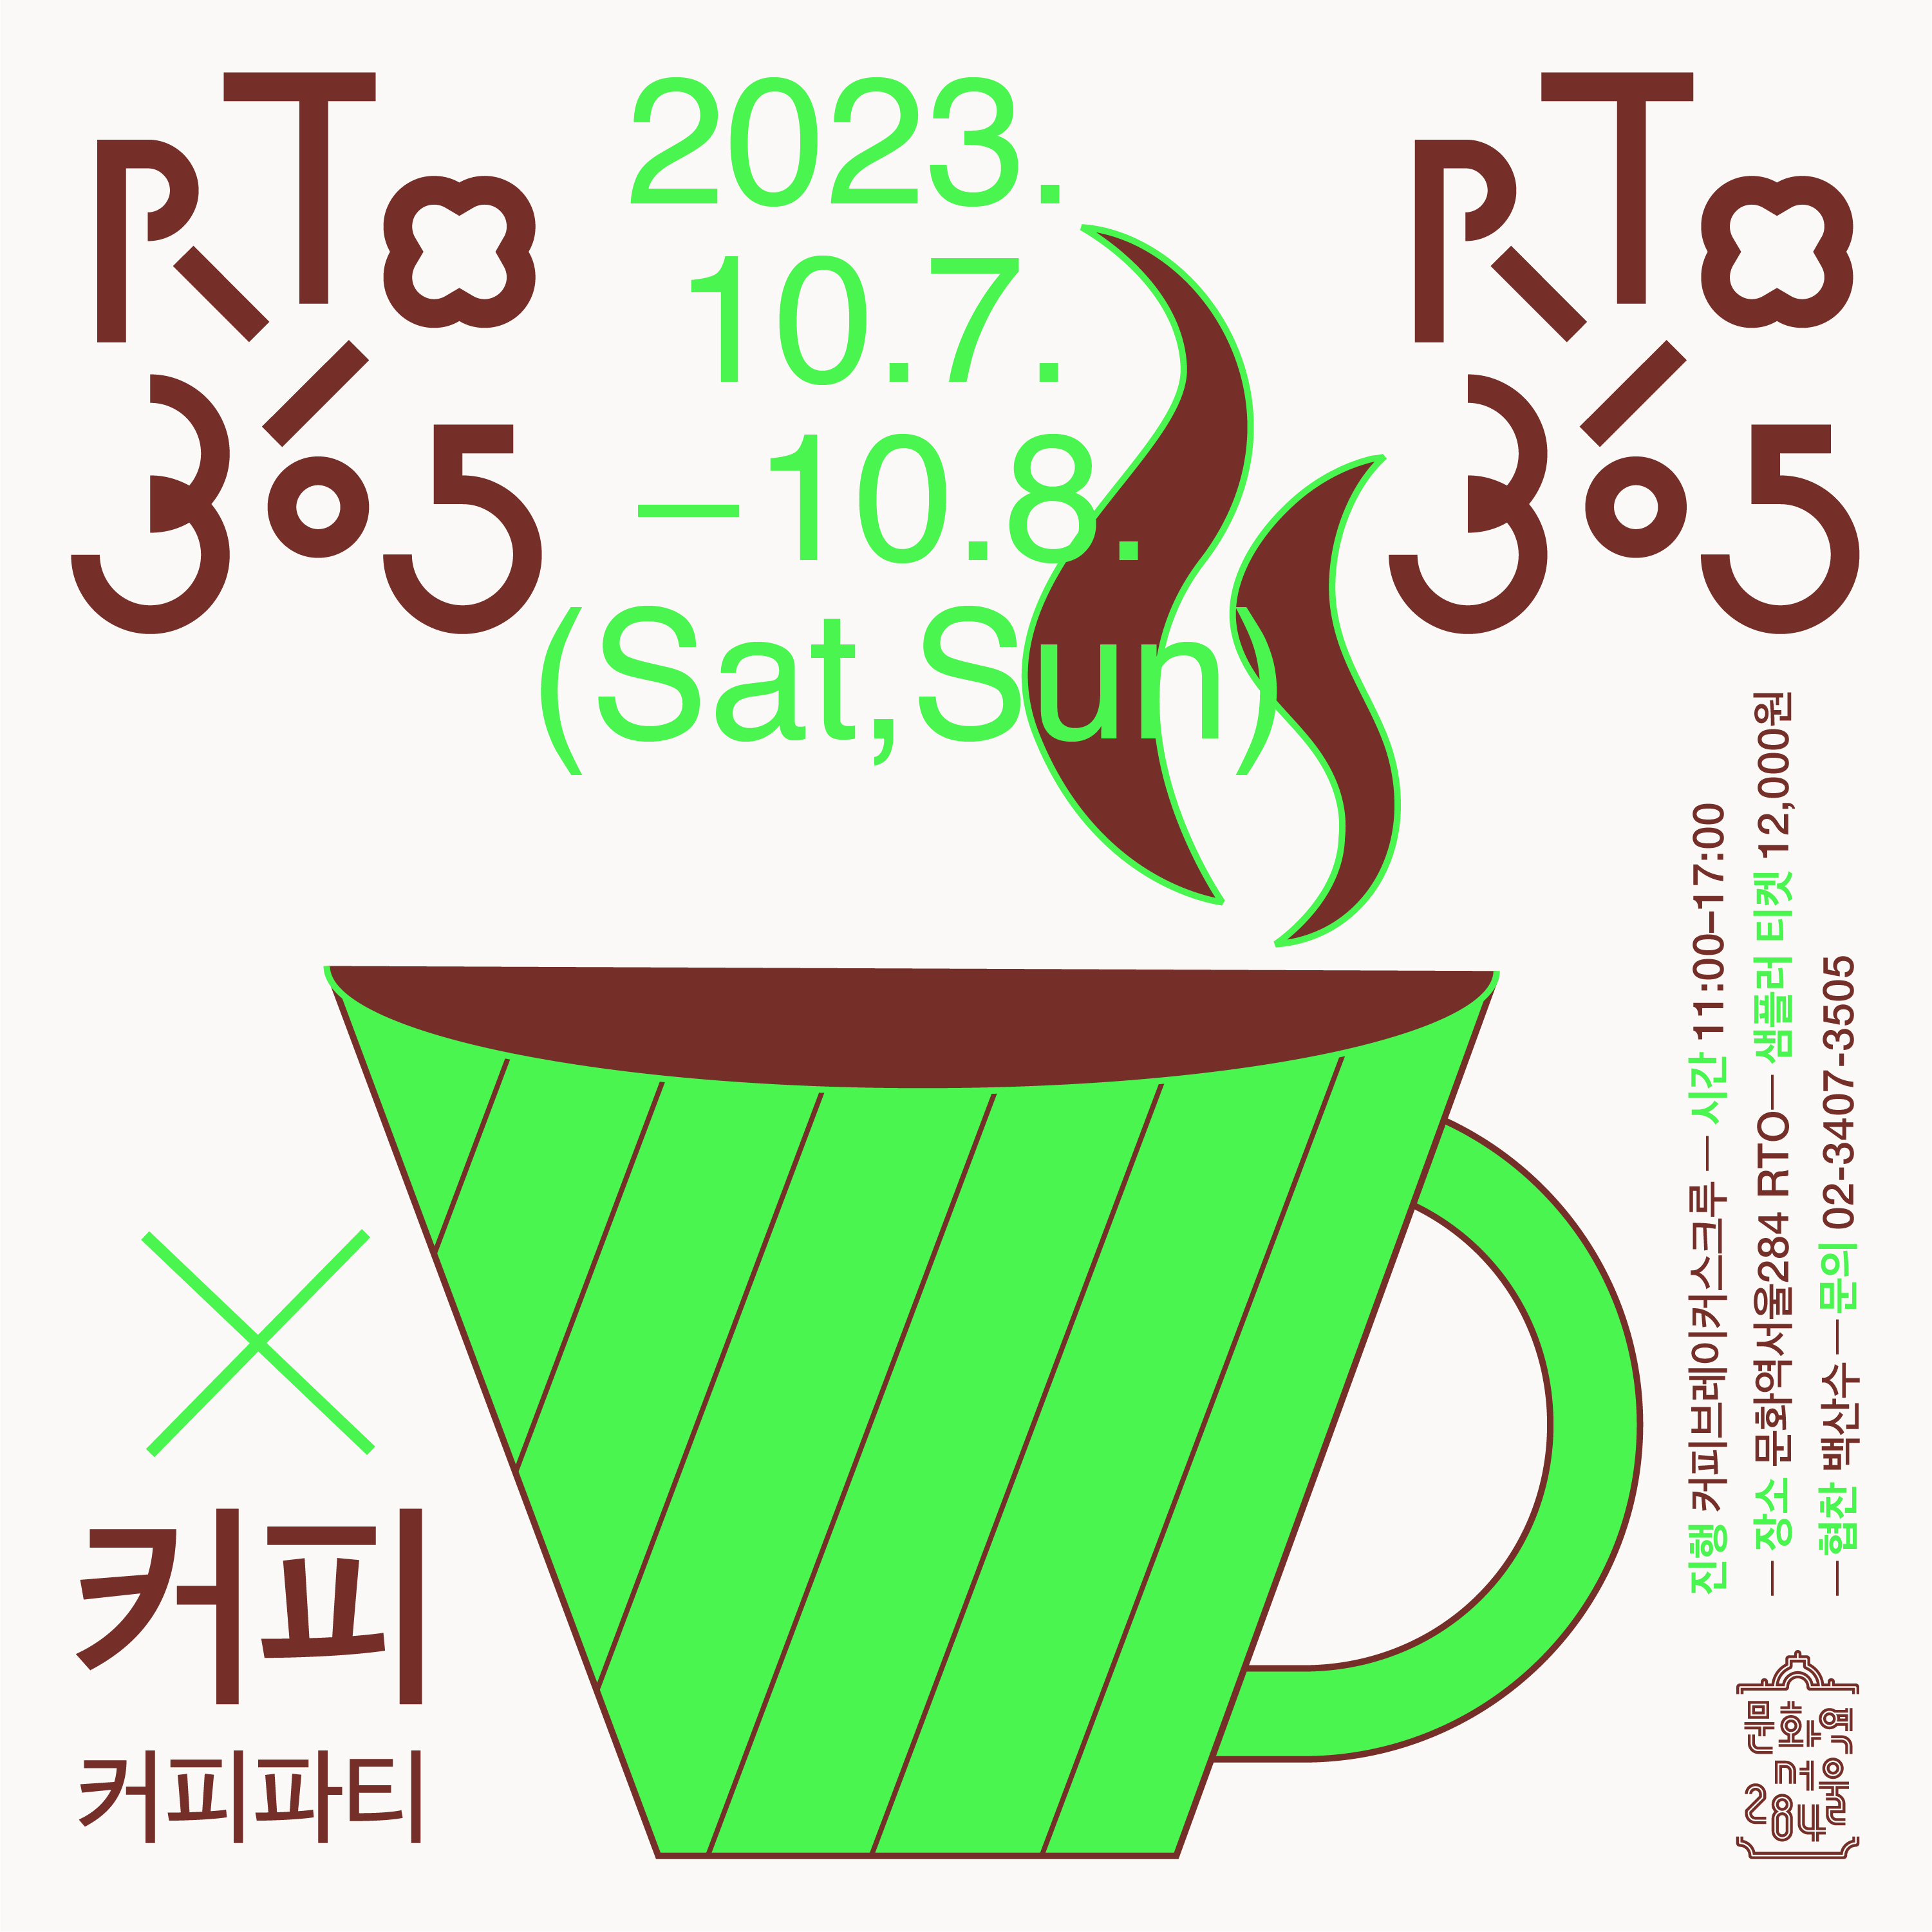 RTO
365
2023.
10.7.
—10.8.
(Sat,Sun)
RTO
365
×
커피
커피파티
진행 커피브레이커스크루 — 시간 11:00–17:00
— 장소 문화역서울284 RTO — 샘플러 티켓 12,000원
— 협찬 백산수 — 문의 02-3407-3505
문화역
서울
284